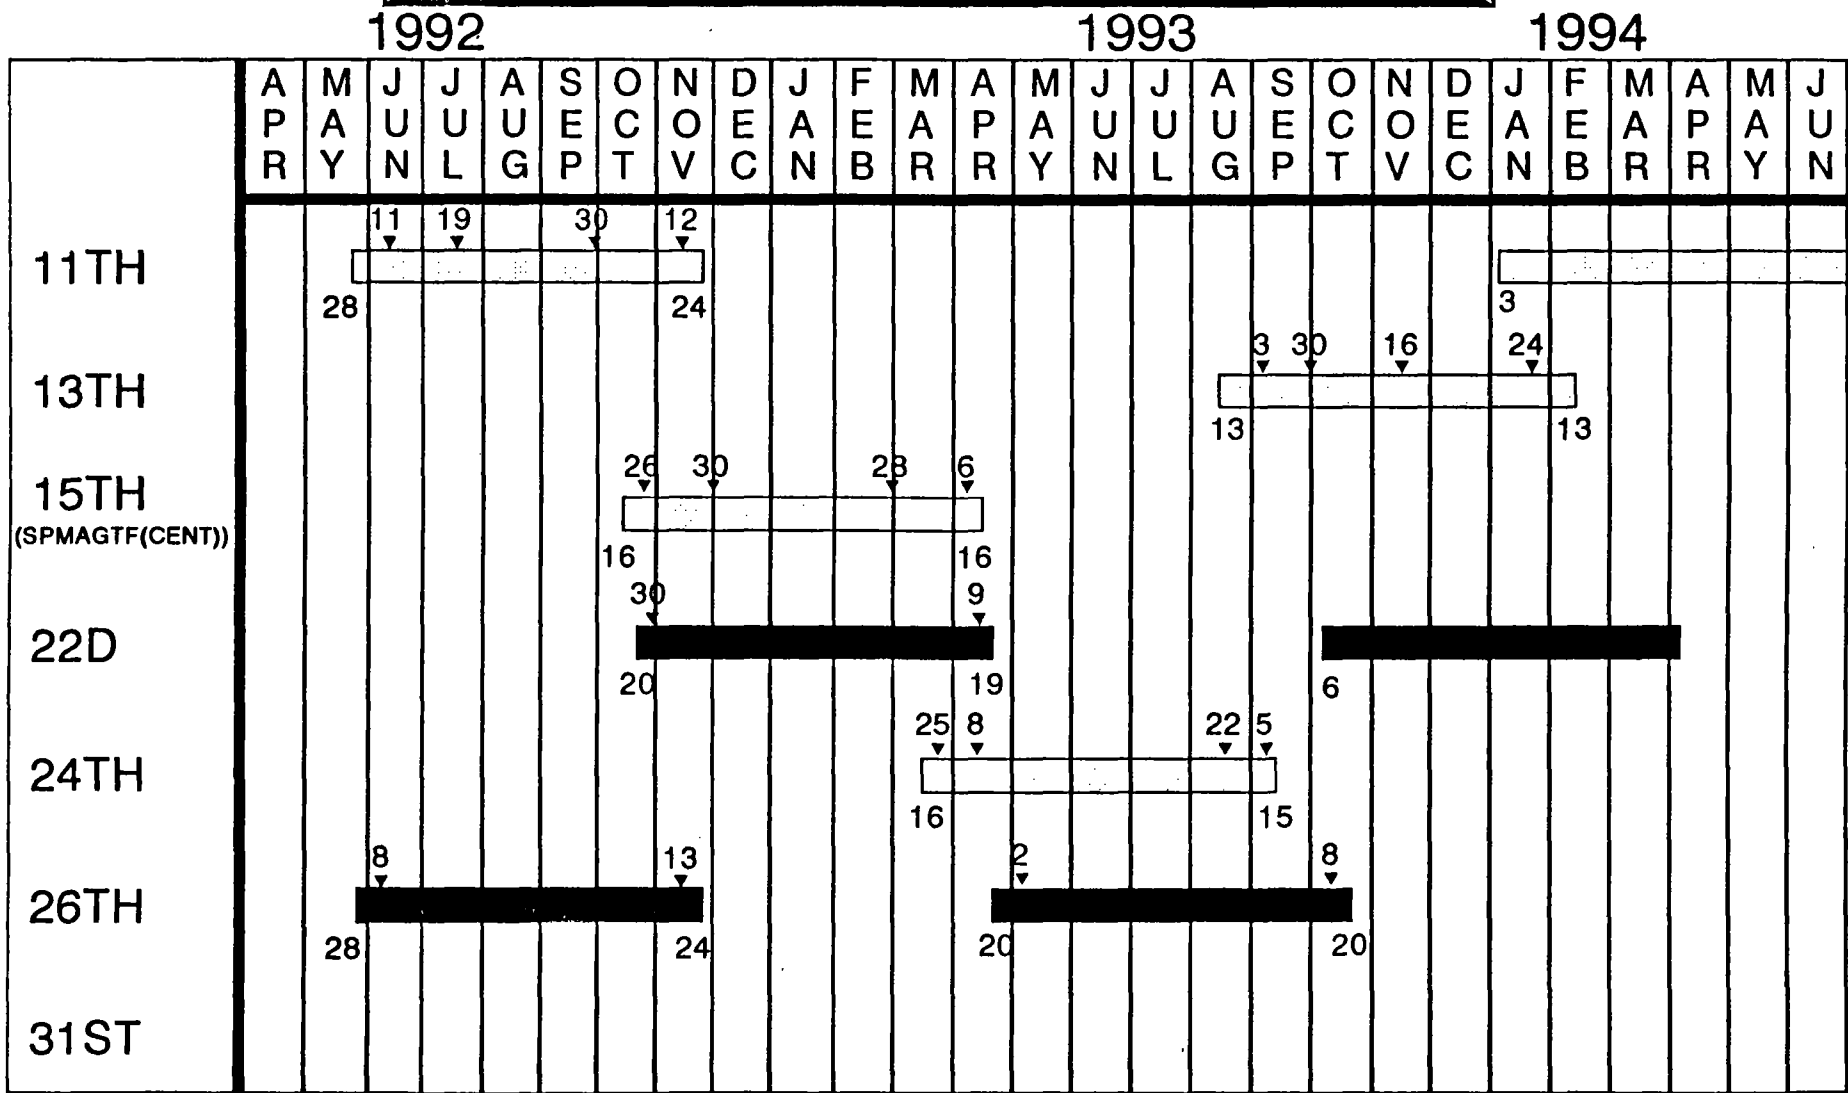 1992 1993 1994
APR MAY JUN JUL AUG SEP OCT NOV DEC JAN FEB MAR APR MAY JUN JUL AUG SEP OCT NOV DEC JAN FEB MAR APR MAY JUN
11 19 30 12
11TH
28 24 3
3 30 16 24
13TH
13 13
26 30 28 6
15TH
(SPMAGTF(CENT))
16 16
30 9
22D
20 19 6
25 8 22 5
24TH
16 15
8 13 2 8
26TH
28 24 20 20
31ST